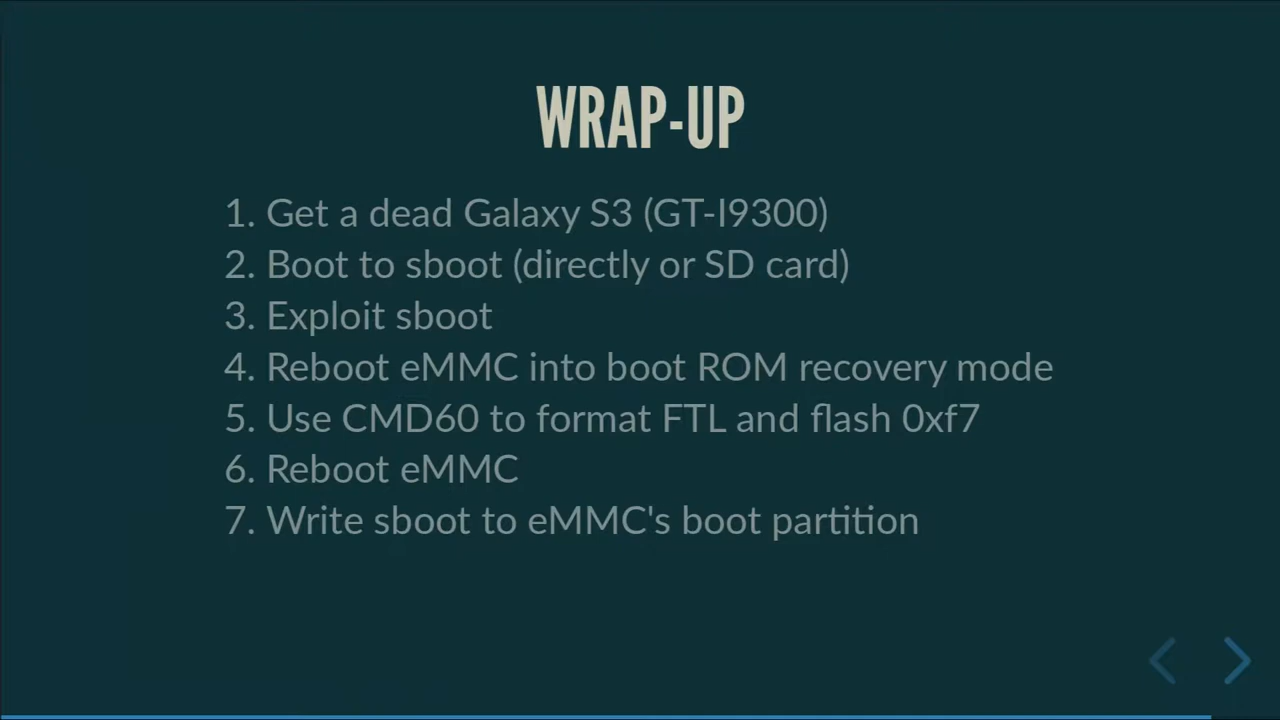 WRAP-UP
1. Get a dead Galaxy S3 (GT-I9300)
2. Boot to sboot (directly or SD card)
3. Exploit sboot
4. Reboot eMMC into boot ROM recovery mode
5. Use CMD60 to format FTL and flash 0xf7
6. Reboot eMMC
7. Write sboot to eMMC's boot partition